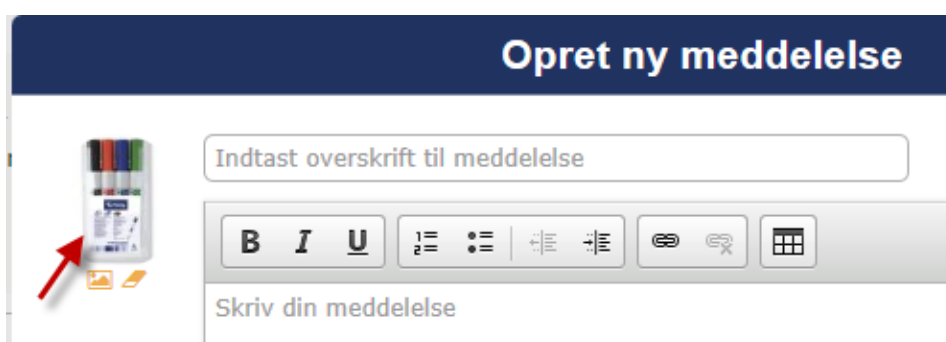 Opret ny meddelelse
Indtast overskrift til meddelelse
B I U
Skriv din meddelelse